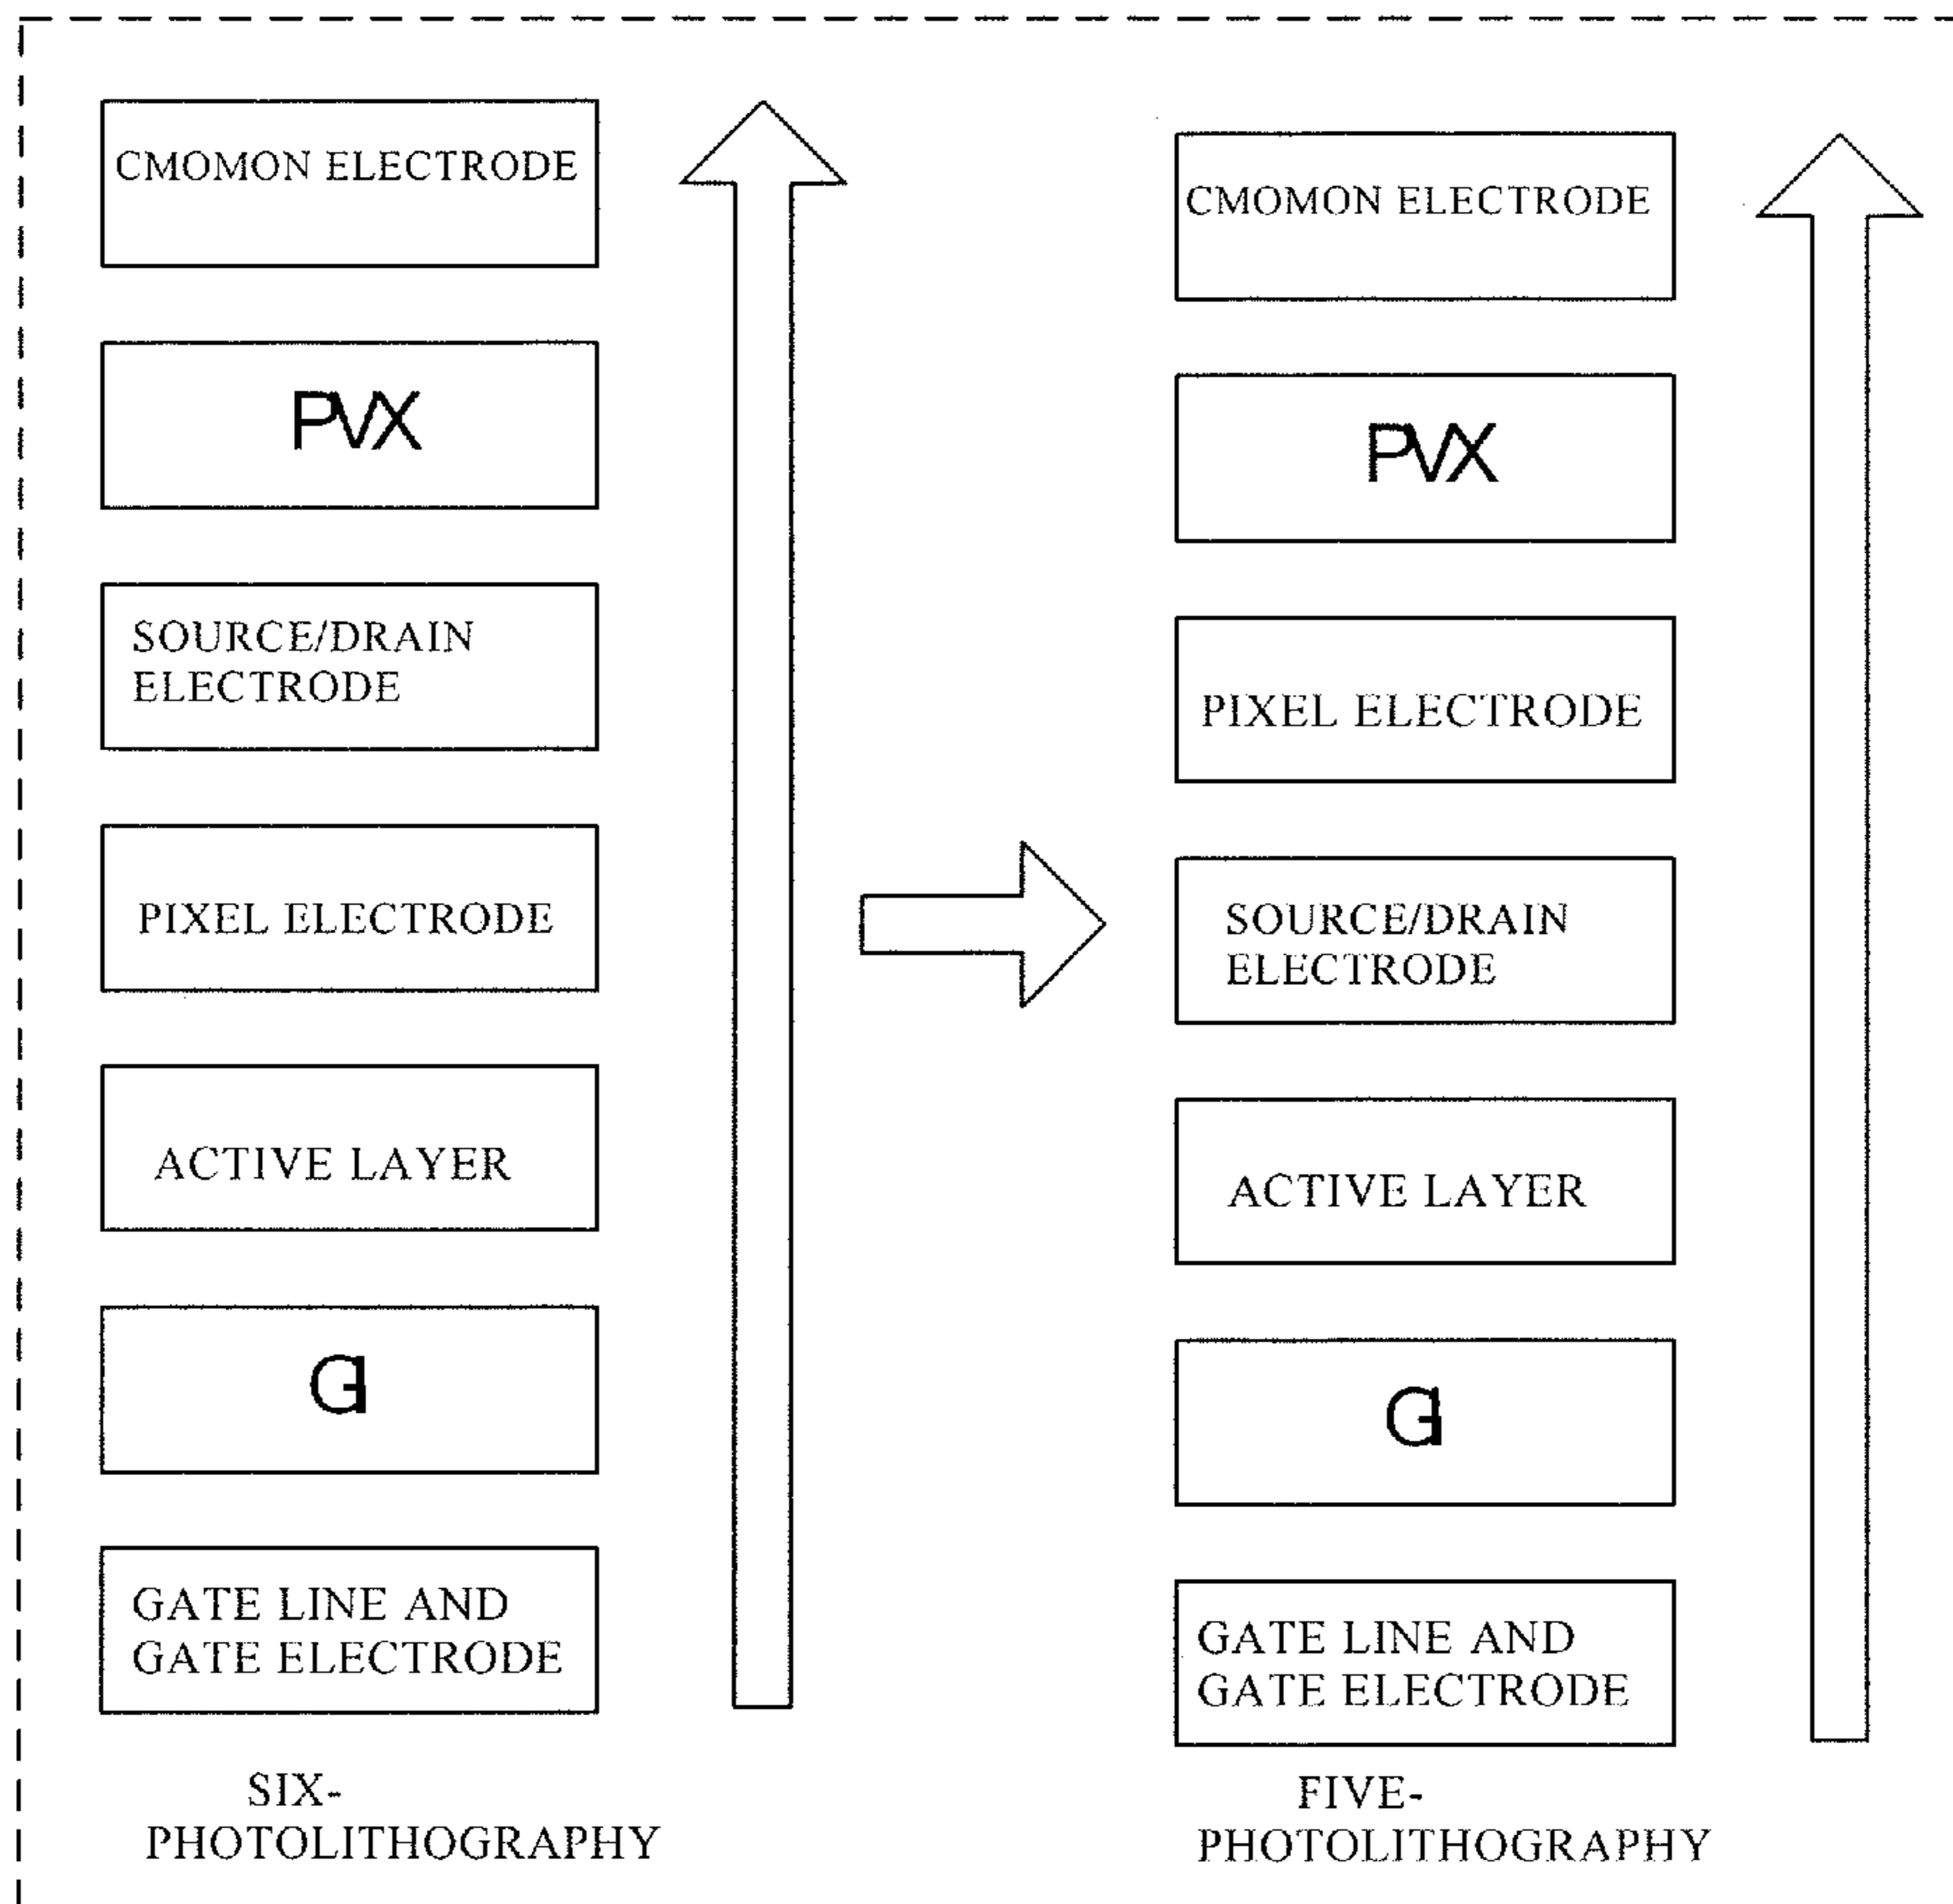 CMOMON ELECTRODE
PVX
SOURCE/DRAIN
ELECTRODE
PIXEL ELECTRODE
ACTIVE LAYER
GI
GATE LINE AND
GATE ELECTRODE
SIX-
PHOTOLITHOGRAPHY
CMOMON ELECTRODE
PVX
PIXEL ELECTRODE
SOURCE/DRAIN
ELECTRODE
ACTIVE LAYER
GI
GATE LINE AND
GATE ELECTRODE
FIVE-
PHOTOLITHOGRAPHY